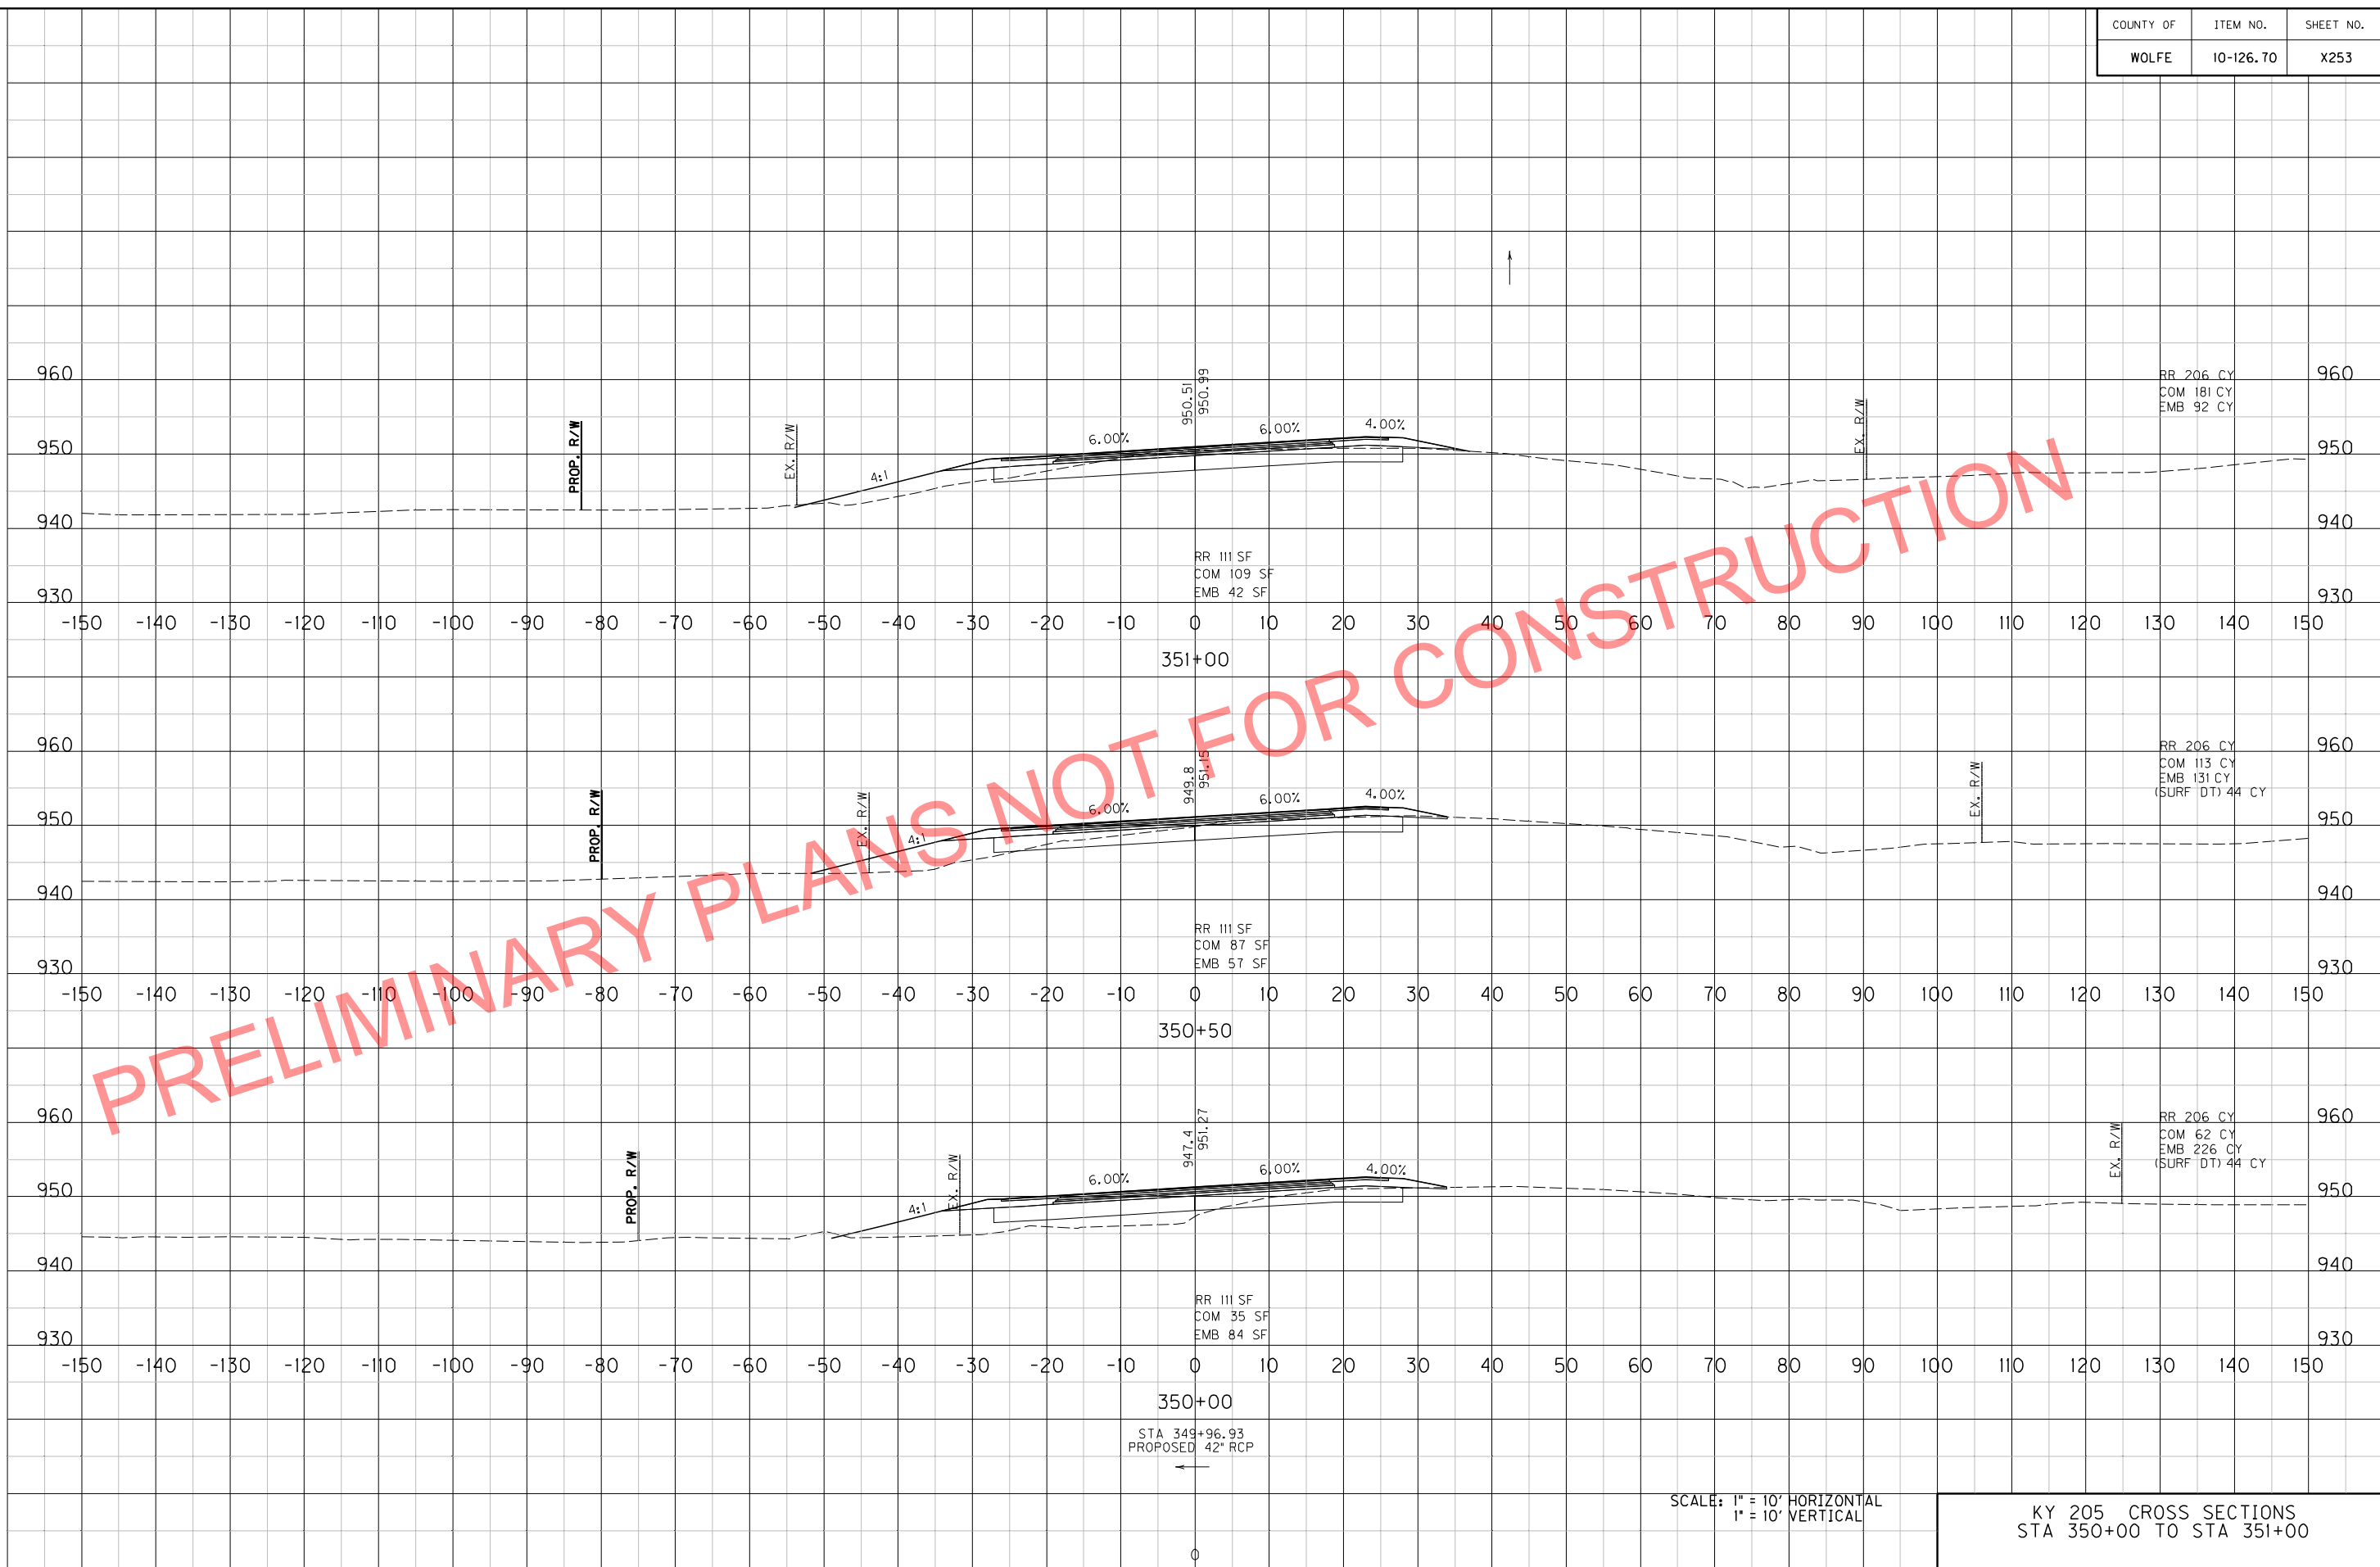 COUNTY OF ITEM NO. SHEET NO.
WOLFE 10-126.70 X253
960 960
950 950
940 940
930 930
PROP. R/W
EX. R/W
4:1
6.00%
950.51
950.99
6.00%
4.00%
EX. R/W
RR 206 CY
COM 181 CY
EMB 92 CY
RR 111 SF
COM 109 SF
EMB 42 SF
-150 -140 -130 -120 -110 -100 -90 -80 -70 -60 -50 -40 -30 -20 -10 0 10 20 30 40 50 60 70 80 90 100 110 120 130 140 150
351+00
960 960
950 950
940 940
930 930
PROP. R/W
EX. R/W
4:1
6.00%
949.8
951.15
6.00%
4.00%
EX. R/W
RR 206 CY
COM 113 CY
EMB 131 CY
(SURF DT) 44 CY
RR 111 SF
COM 87 SF
EMB 57 SF
-150 -140 -130 -120 -110 -100 -90 -80 -70 -60 -50 -40 -30 -20 -10 0 10 20 30 40 50 60 70 80 90 100 110 120 130 140 150
350+50
PRELIMINARY PLANS NOT FOR CONSTRUCTION
960 960
950 950
940 940
930 930
PROP. R/W
EX. R/W
4:1
6.00%
947.4
951.27
6.00%
4.00%
EX. R/W
RR 206 CY
COM 62 CY
EMB 226 CY
(SURF DT) 44 CY
RR 111 SF
COM 35 SF
EMB 84 SF
-150 -140 -130 -120 -110 -100 -90 -80 -70 -60 -50 -40 -30 -20 -10 0 10 20 30 40 50 60 70 80 90 100 110 120 130 140 150
350+00
STA 349+96.93
PROPOSED 42" RCP
SCALE: 1" = 10' HORIZONTAL
1" = 10' VERTICAL
KY 205 CROSS SECTIONS
STA 350+00 TO STA 351+00
0